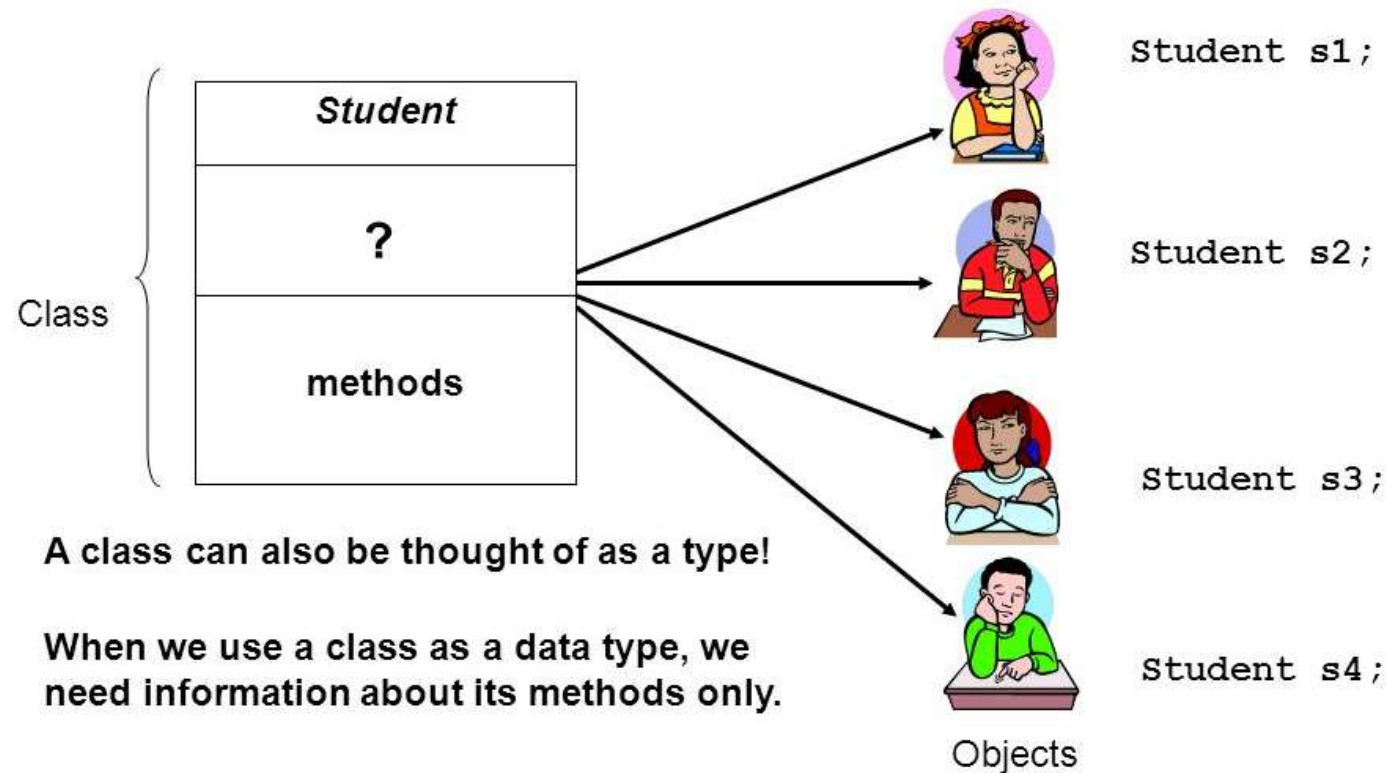 Student s1;
Student
Student s2;
?
Class
methods
Student s3;
A class can also be thought of as a type!
When we use a class as a data type, we
need information about its methods only.
Student s4;
Objects